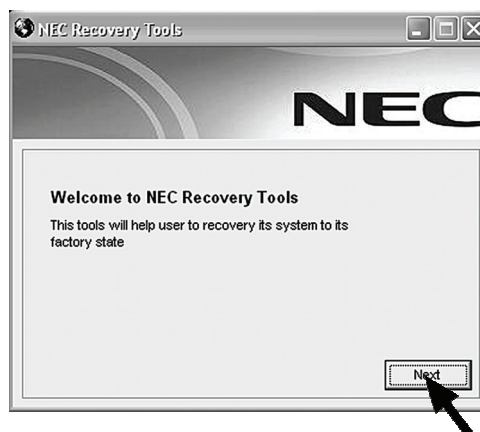 NEC Recovery Tools
NEC
Welcome to NEC Recovery Tools
This tools will help user to recovery its system to its
factory state
Next